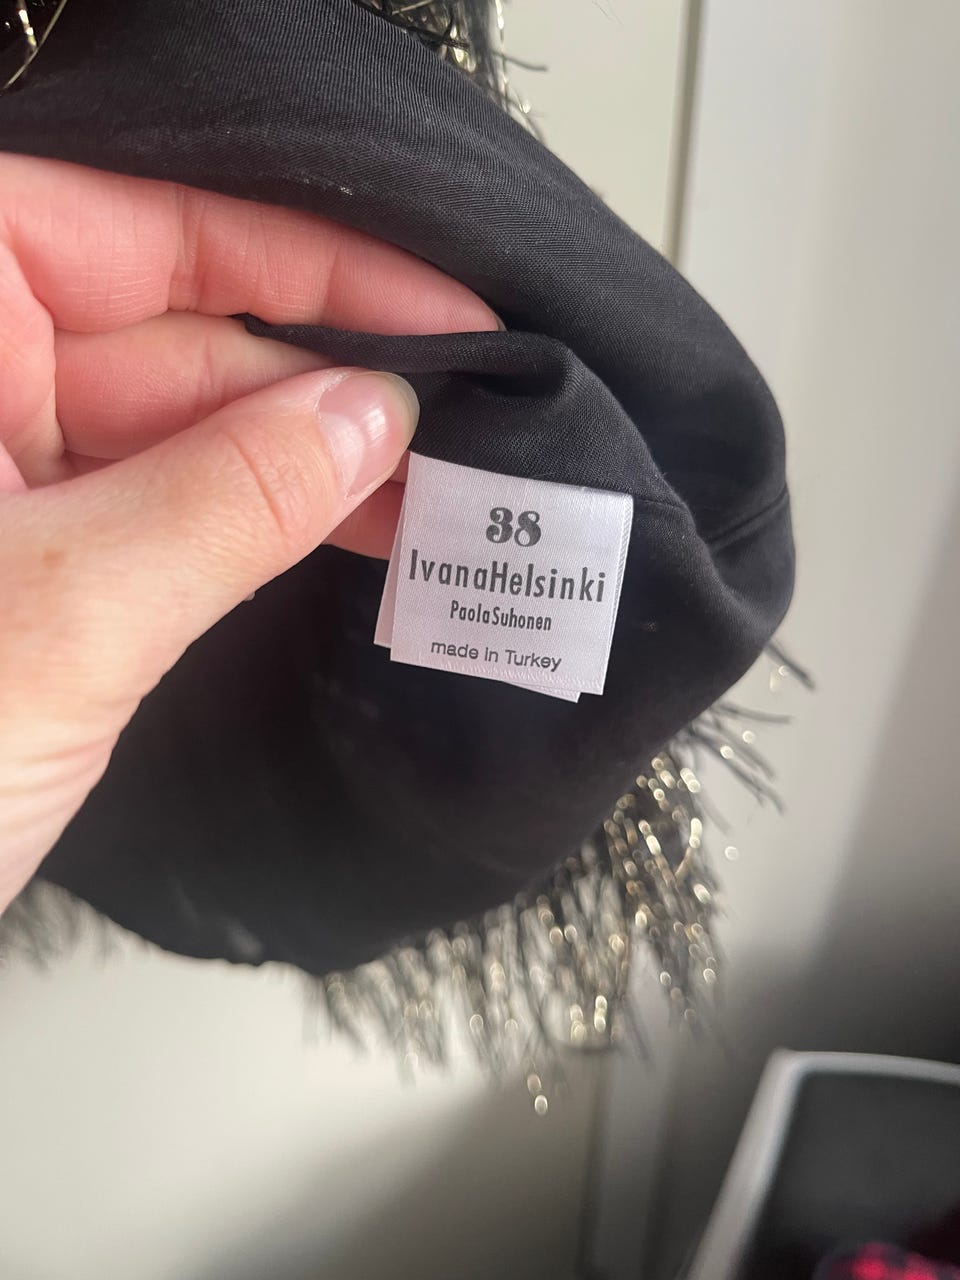 38
IvanaHelsinki
PaolaSuhonen
made in Turkey